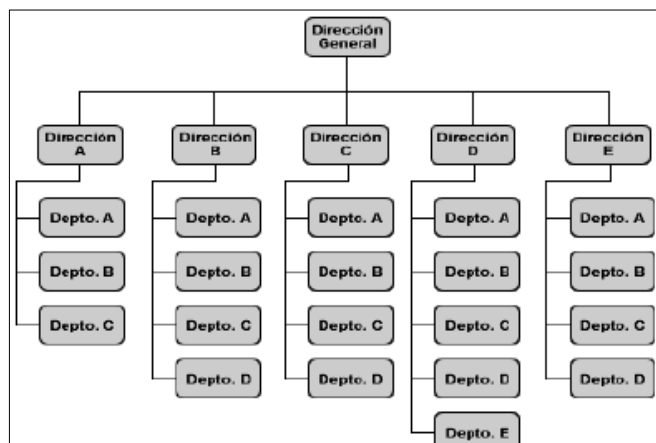 Dirección
General
Dirección
A
Dirección
B
Dirección
C
Dirección
D
Dirección
E
Depto. A
Depto. B
Depto. C
Depto. A
Depto. B
Depto. C
Depto. D
Depto. A
Depto. B
Depto. C
Depto. D
Depto. A
Depto. B
Depto. C
Depto. D
Depto. E
Depto. A
Depto. B
Depto. C
Depto. D